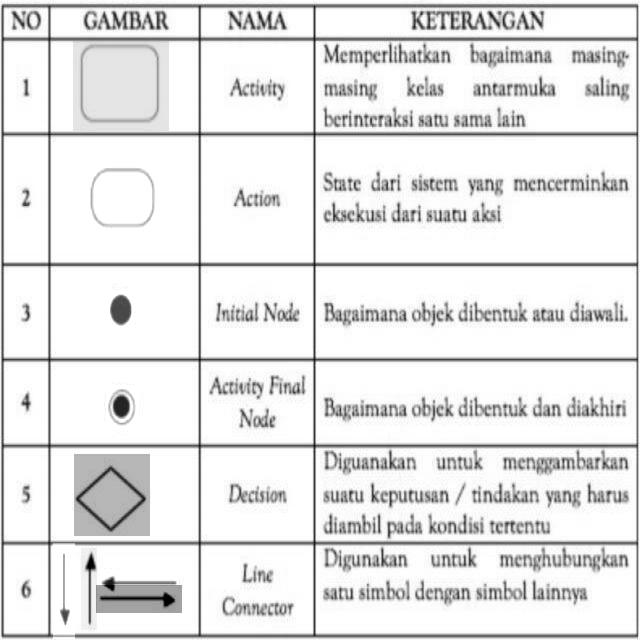 NO GAMBAR NAMA KETERANGAN
1 Activity Memperlihatkan bagaimana masing-
masing kelas antarmuka saling
berinteraksi satu sama lain
2 Action State dari sistem yang mencerminkan
eksekusi dari suatu aksi
3 Initial Node Bagaimana objek dibentuk atau diawali.
4 Activity Final
Node Bagaimana objek dibentuk dan diakhiri
5 Decision Diguanakan untuk menggambarkan
suatu keputusan / tindakan yang harus
diambil pada kondisi tertentu
6 Line
Connector Digunakan untuk menghubungkan
satu simbol dengan simbol lainnya